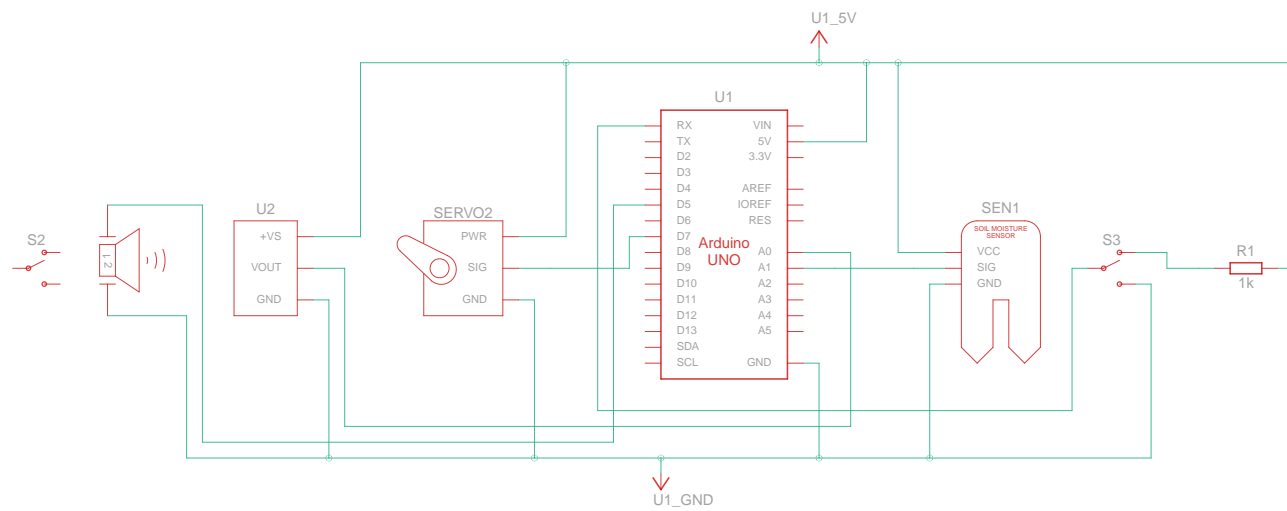 U1_5V
U1
RX
TX
D2
D3
D4
D5
D6
D7
D8
D9
D10
D11
D12
D13
SDA
SCL
VIN
5V
3.3V
AREF
IOREF
RES
A0
A1
A2
A3
A4
A5
GND
Arduino
UNO
S2
1 2
U2
+VS
VOUT
GND
SERVO2
PWR
SIG
GND
SEN1
SOIL MOISTURE
SENSOR
VCC
SIG
GND
S3
R1
1k
U1_GND